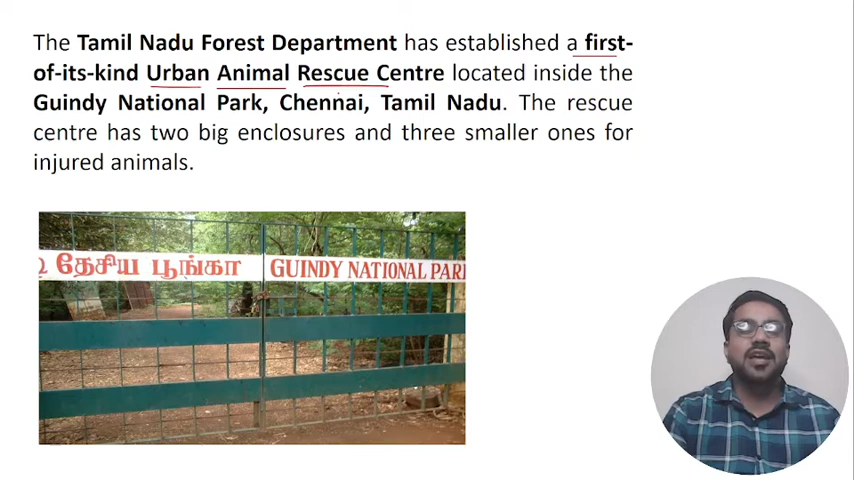 The Tamil Nadu Forest Department has established a first-
of-its-kind Urban Animal Rescue Centre located inside the
Guindy National Park, Chennai, Tamil Nadu. The rescue
centre has two big enclosures and three smaller ones for
injured animals.
தேசிய பூங்கா GUINDY NATIONAL PARK